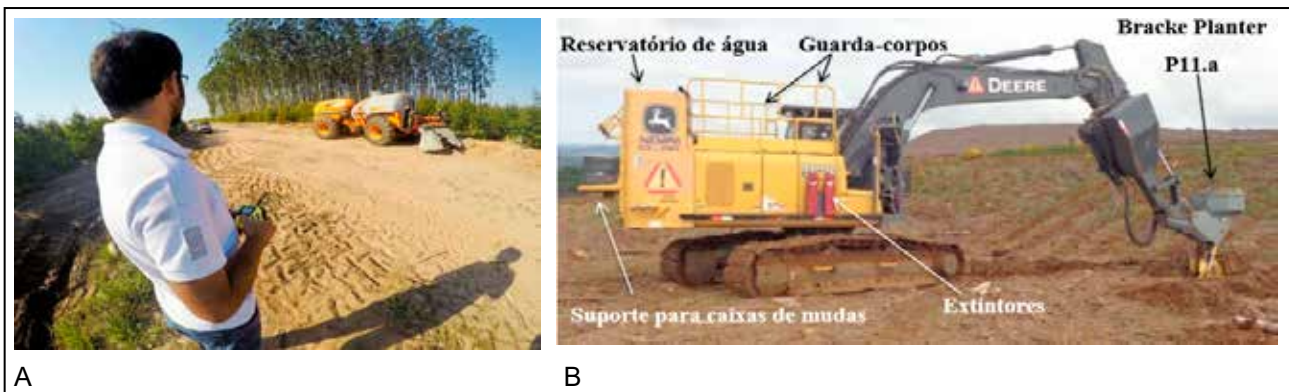 Reservatório de água
Guarda-corpos
Bracke Planter
P11.a
DEERE
Suporte para caixas de mudas
Extintores
A
B